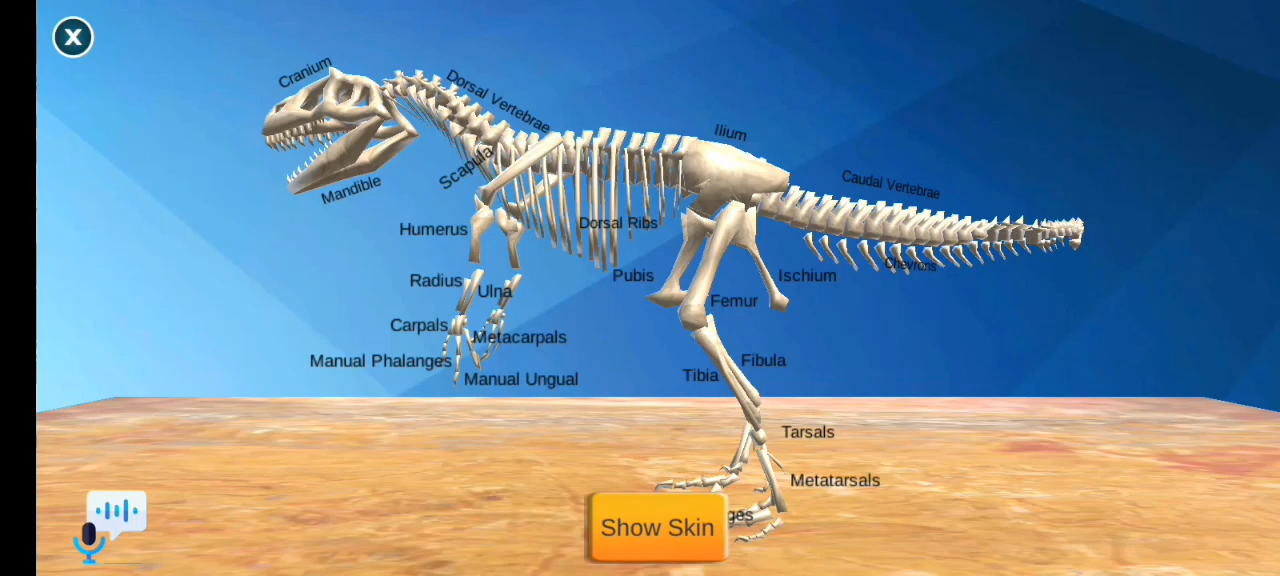 X
Cranium
Dorsal Vertebrae
Ilium
Scapula
Mandible
Caudal Vertebrae
Humerus
Dorsal Ribs
Chevrons
Radius
Ulna
Pubis
Ischium
Femur
Carpals
Metacarpals
Manual Phalanges
Manual Ungual
Fibula
Tibia
Tarsals
Metatarsals
ges
Show Skin